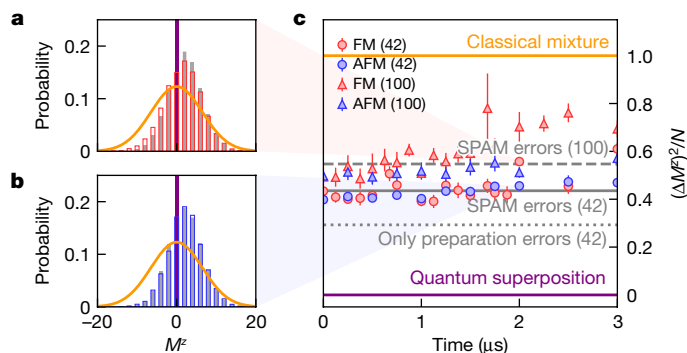 a
0.2
0.1
0
Probability
b
0.2
0.1
0
Probability
–20
0
20
M^z
c
FM (42)
AFM (42)
FM (100)
AFM (100)
Classical mixture
SPAM errors (100)
SPAM errors (42)
Only preparation errors (42)
Quantum superposition
0
1
2
3
Time (μs)
1.0
0.8
0.6
0.4
0.2
0
(ΔM^z)²/N